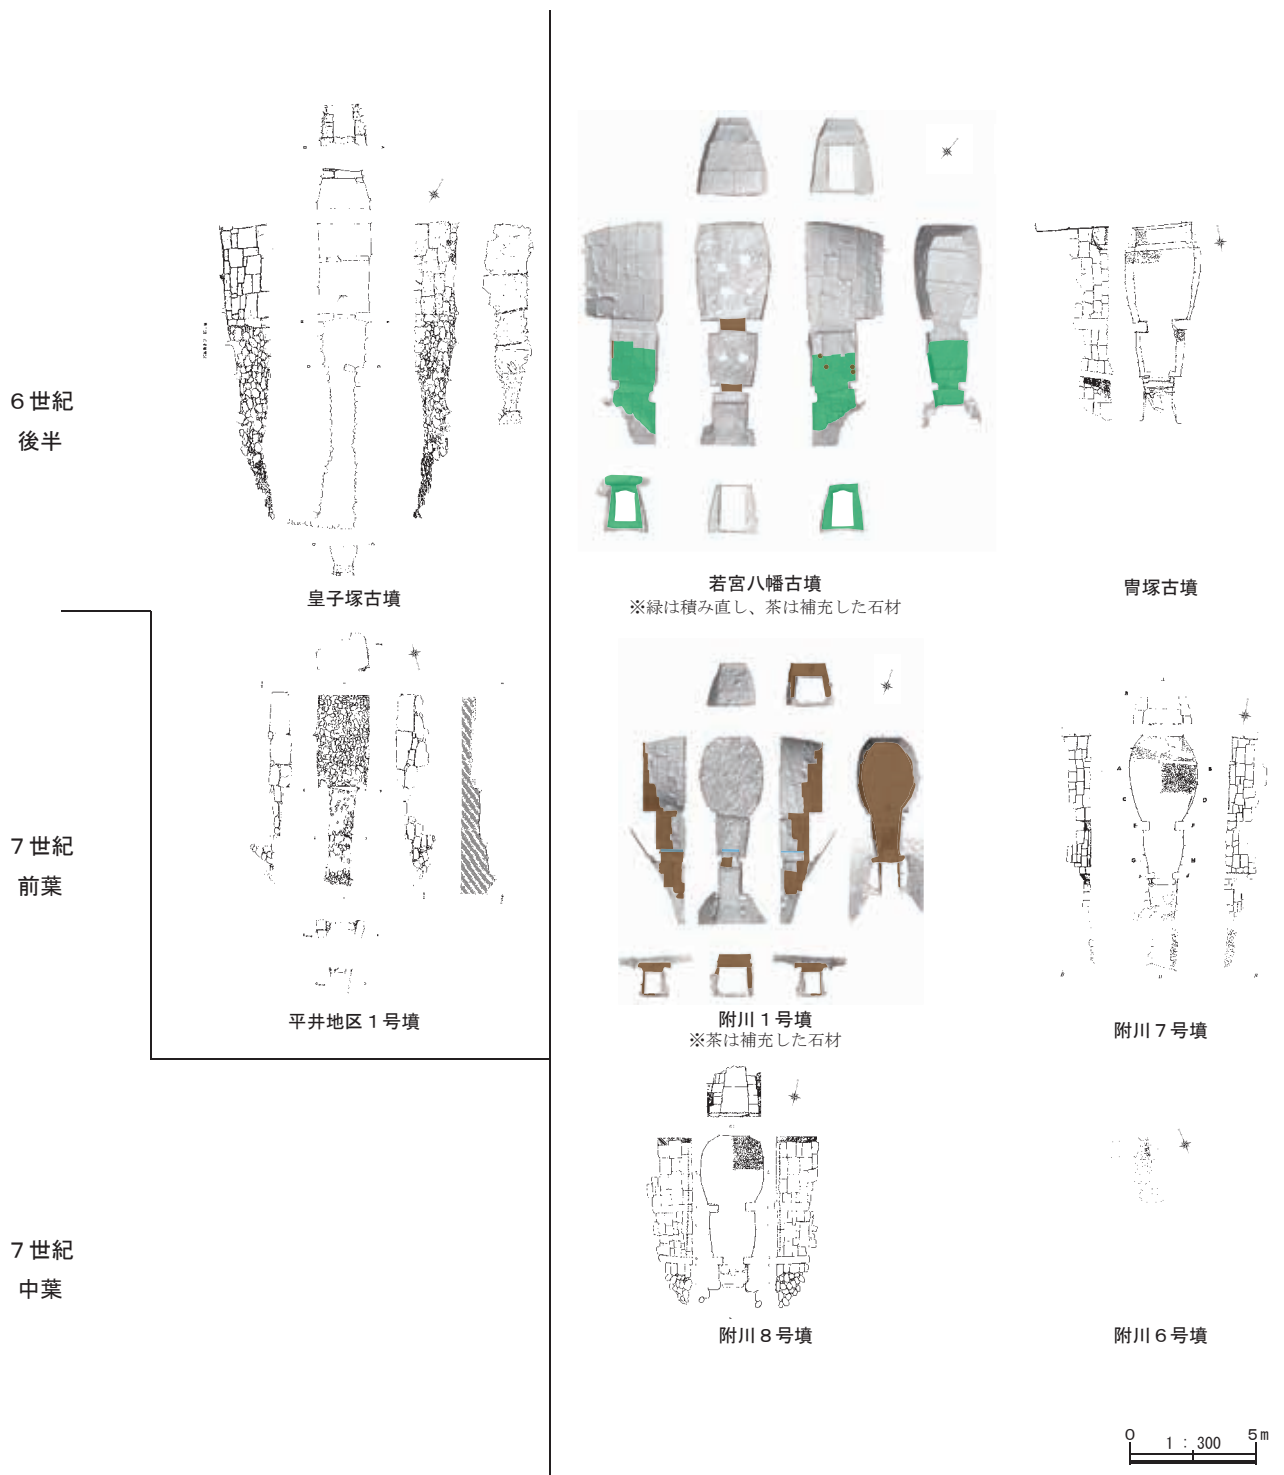 6世紀
後半
皇子塚古墳
若宮八幡古墳
※緑は積み直し、茶は補充した石材
冑塚古墳
7世紀
前葉
平井地区1号墳
附川1号墳
※茶は補充した石材
附川7号墳
7世紀
中葉
附川8号墳
附川6号墳
0 1:300 5m